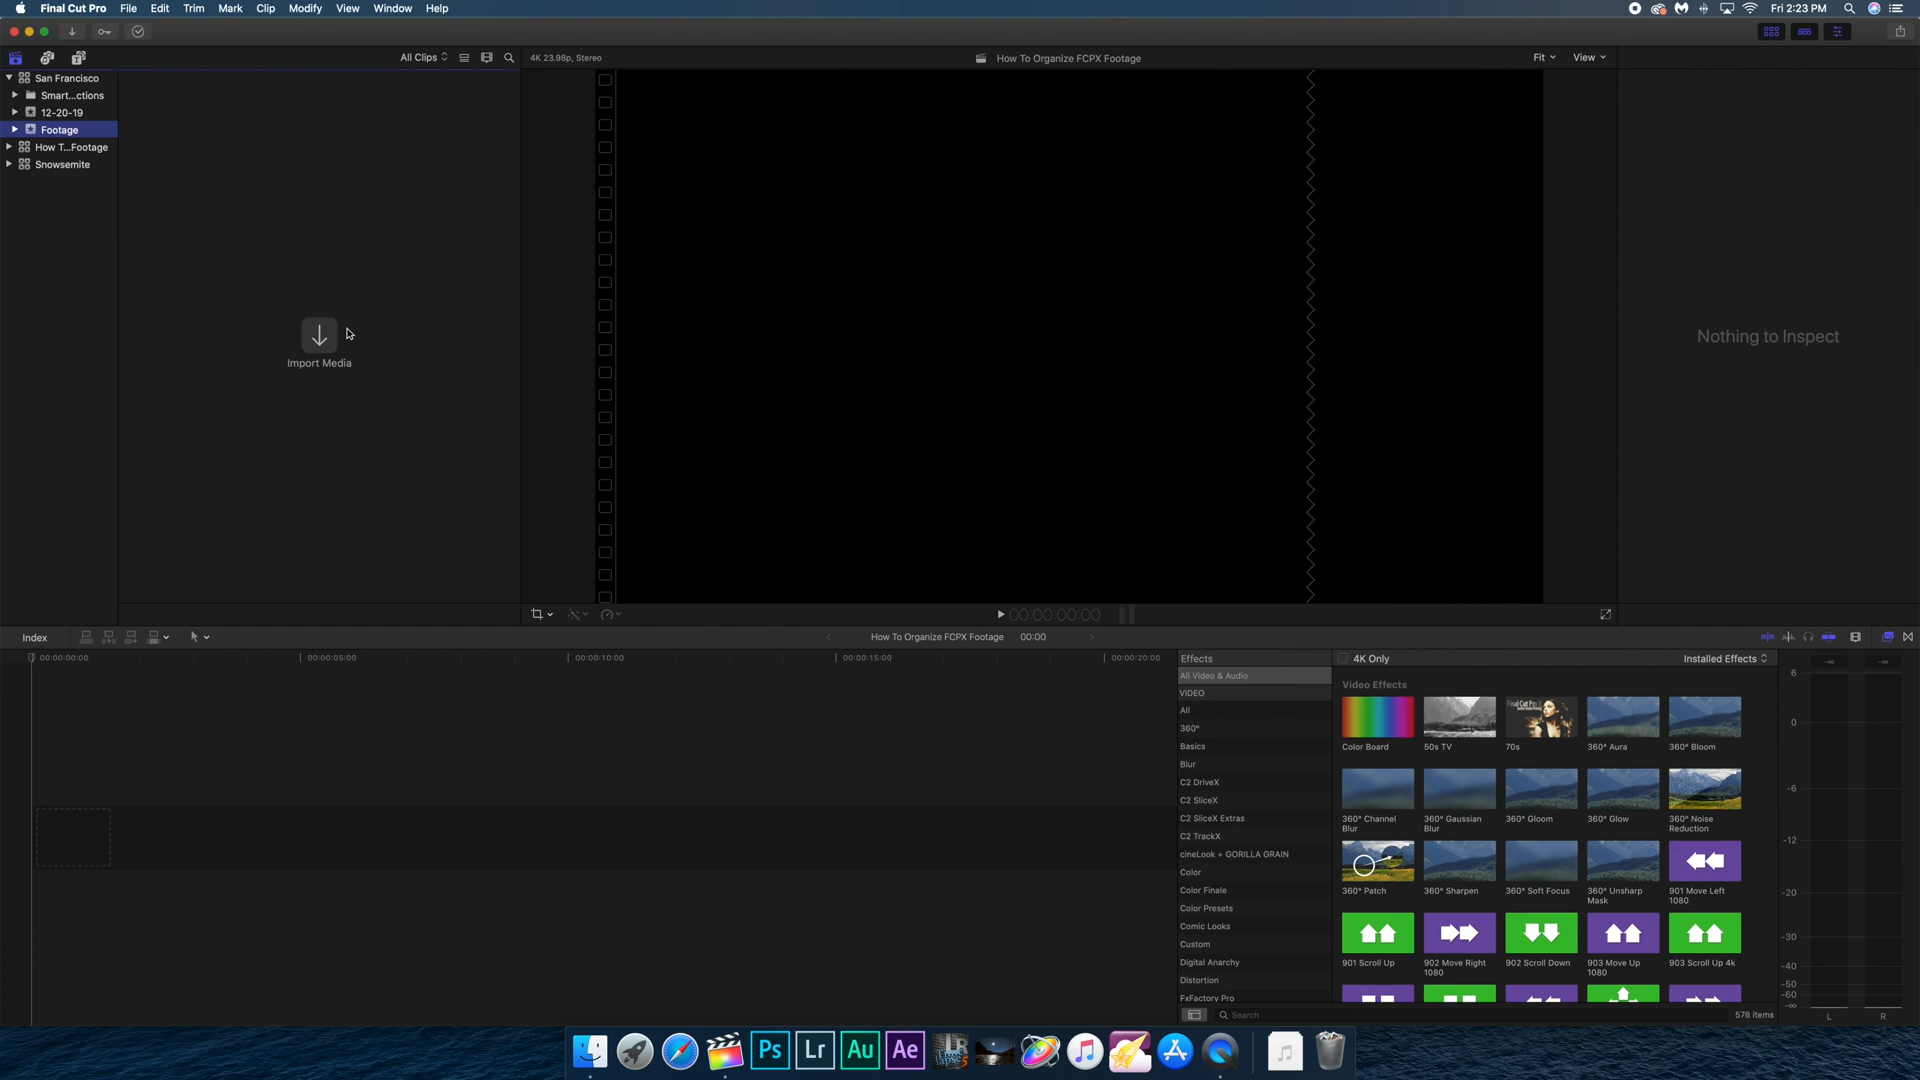 Final Cut Pro File Edit Trim Mark Clip Modify View Window Help Fri 2:23 PM
All Clips 4K 23.98p, Stereo How To Organize FCPX Footage Fit View
San Francisco
Smart...ctions
12-20-19
Footage
How T...Footage
Snowsemite
Import Media
Nothing to Inspect
00:00:00:00
Index How To Organize FCPX Footage 00:00
00:00:00:00 00:00:05:00 00:00:10:00 00:00:15:00 00:00:20:00
Effects 4K Only Installed Effects
All Video & Audio
VIDEO
All
360°
Basics
Blur
C2 DriveX
C2 SliceX
C2 SliceX Extras
C2 TrackX
cineLook + GORILLA GRAIN
Color
Color Finale
Color Presets
Comic Looks
Custom
Digital Anarchy
Distortion
FxFactory Pro
Video Effects
Color Board 50s TV 70s 360° Aura 360° Bloom
360° Channel Blur 360° Gaussian Blur 360° Gloom 360° Glow 360° Noise Reduction
360° Patch 360° Sharpen 360° Soft Focus 360° Unsharp Mask 901 Move Left 1080
901 Scroll Up 902 Move Right 1080 902 Scroll Down 903 Move Up 1080 903 Scroll Up 4k
Search 578 items
-∞ -∞
6
0
-6
-12
-20
-30
-40
-50
-60
-∞
L R
Ps Lr Au Ae